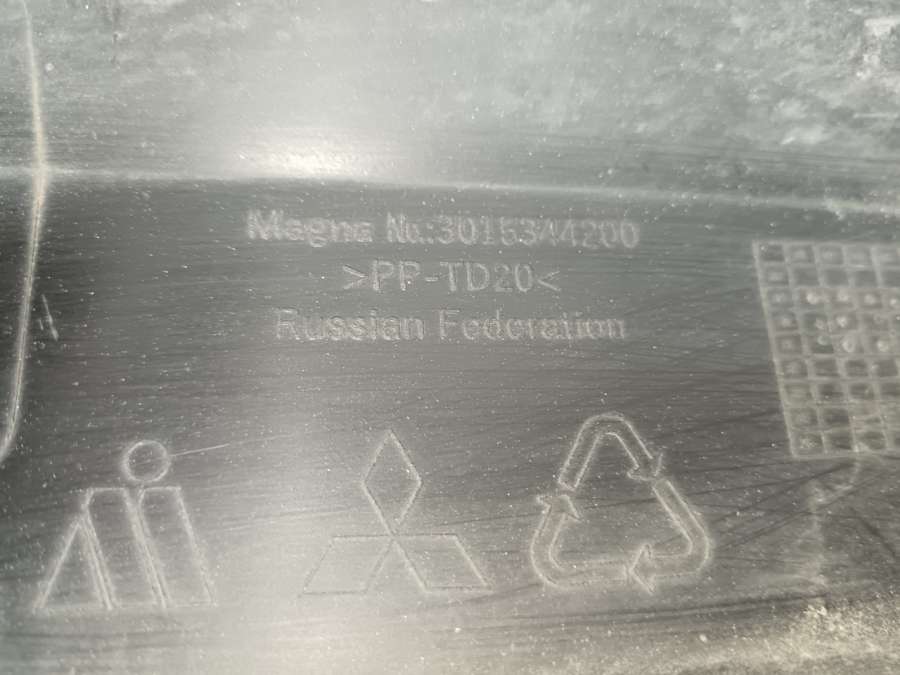 Magna No.:3015344200
>PP-TD20<
Russian Federation